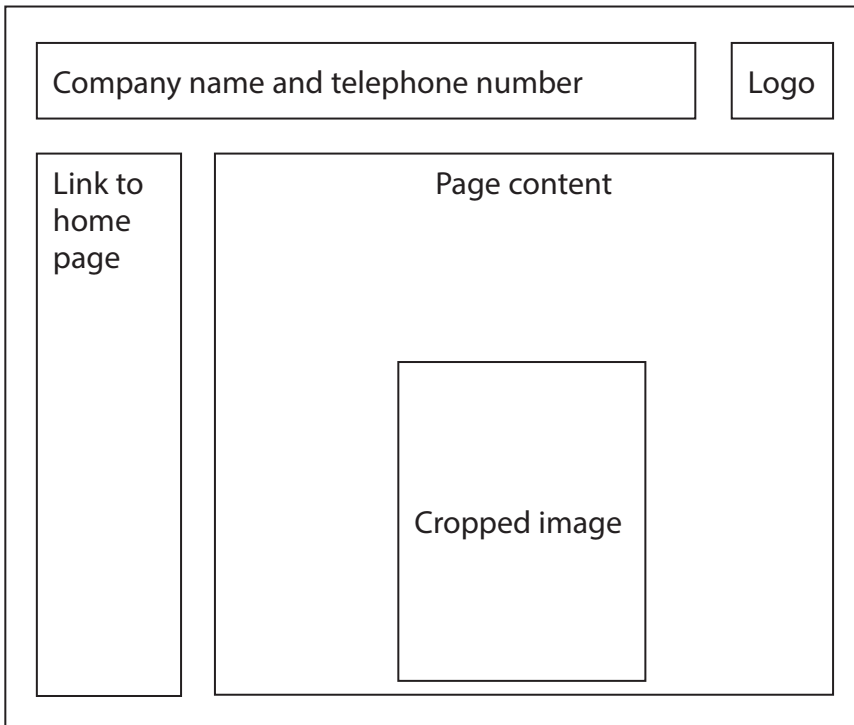 Company name and telephone number
Logo
Link to
home
page
Page content
Cropped image